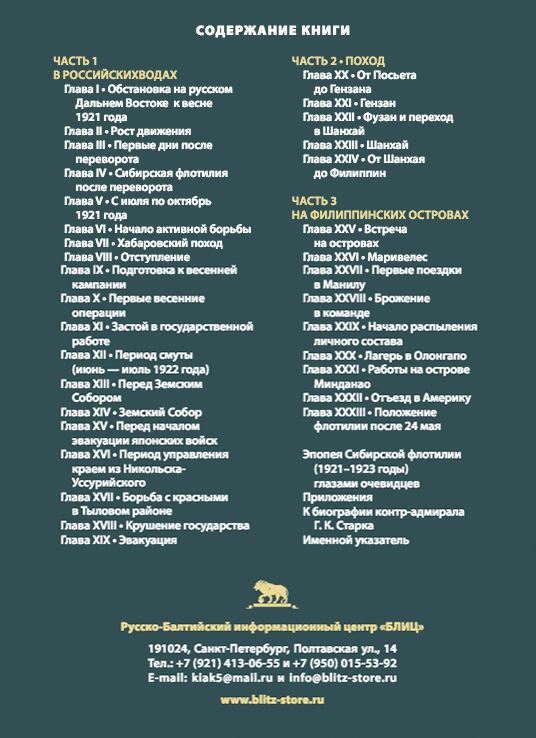 СОДЕРЖАНИЕ КНИГИ
ЧАСТЬ 1
В РОССИЙСКИХВОДАХ
Глава I • Обстановка на русском
Дальнем Востоке к весне
1921 года
Глава II • Рост движения
Глава III • Первые дни после
переворота
Глава IV • Сибирская флотилия
после переворота
Глава V • С июля по октябрь
1921 года
Глава VI • Начало активной борьбы
Глава VII • Хабаровский поход
Глава VIII • Отступление
Глава IX • Подготовка к весенней
кампании
Глава X • Первые весенние
операции
Глава XI • Застой в государственной
работе
Глава XII • Период смуты
(июнь — июль 1922 года)
Глава XIII • Перед Земским
Собором
Глава XIV • Земский Собор
Глава XV • Перед началом
эвакуации японских войск
Глава XVI • Период управления
краем из Никольска-
Уссурийского
Глава XVII • Борьба с красными
в Тыловом районе
Глава XVIII • Крушение государства
Глава XIX • Эвакуация
ЧАСТЬ 2 • ПОХОД
Глава XX • От Посьета
до Гензана
Глава XXI • Гензан
Глава XXII • Фузан и переход
в Шанхай
Глава XXIII • Шанхай
Глава XXIV • От Шанхая
до Филиппин
ЧАСТЬ 3
НА ФИЛИППИНСКИХ ОСТРОВАХ
Глава XXV • Встреча
на островах
Глава XXVI • Маривелес
Глава XXVII • Первые поездки
в Манилу
Глава XXVIII • Брожение
в команде
Глава XXIX • Начало распыления
личного состава
Глава XXX • Лагерь в Олонгапо
Глава XXXI • Работы на острове
Минданао
Глава XXXII • Отъезд в Америку
Глава XXXIII • Положение
флотилии после 24 мая
Эпопея Сибирской флотилии
(1921–1923 годы)
глазами очевидцев
Приложения
К биографии контр-адмирала
Г. К. Старка
Именной указатель
Русско-Балтийский информационный центр «БЛИЦ»
191024, Санкт-Петербург, Полтавская ул., 14
Тел.: +7 (921) 413-06-55 и +7 (950) 015-53-92
E-mail: kiak5@mail.ru и info@blitz-store.ru
www.blitz-store.ru